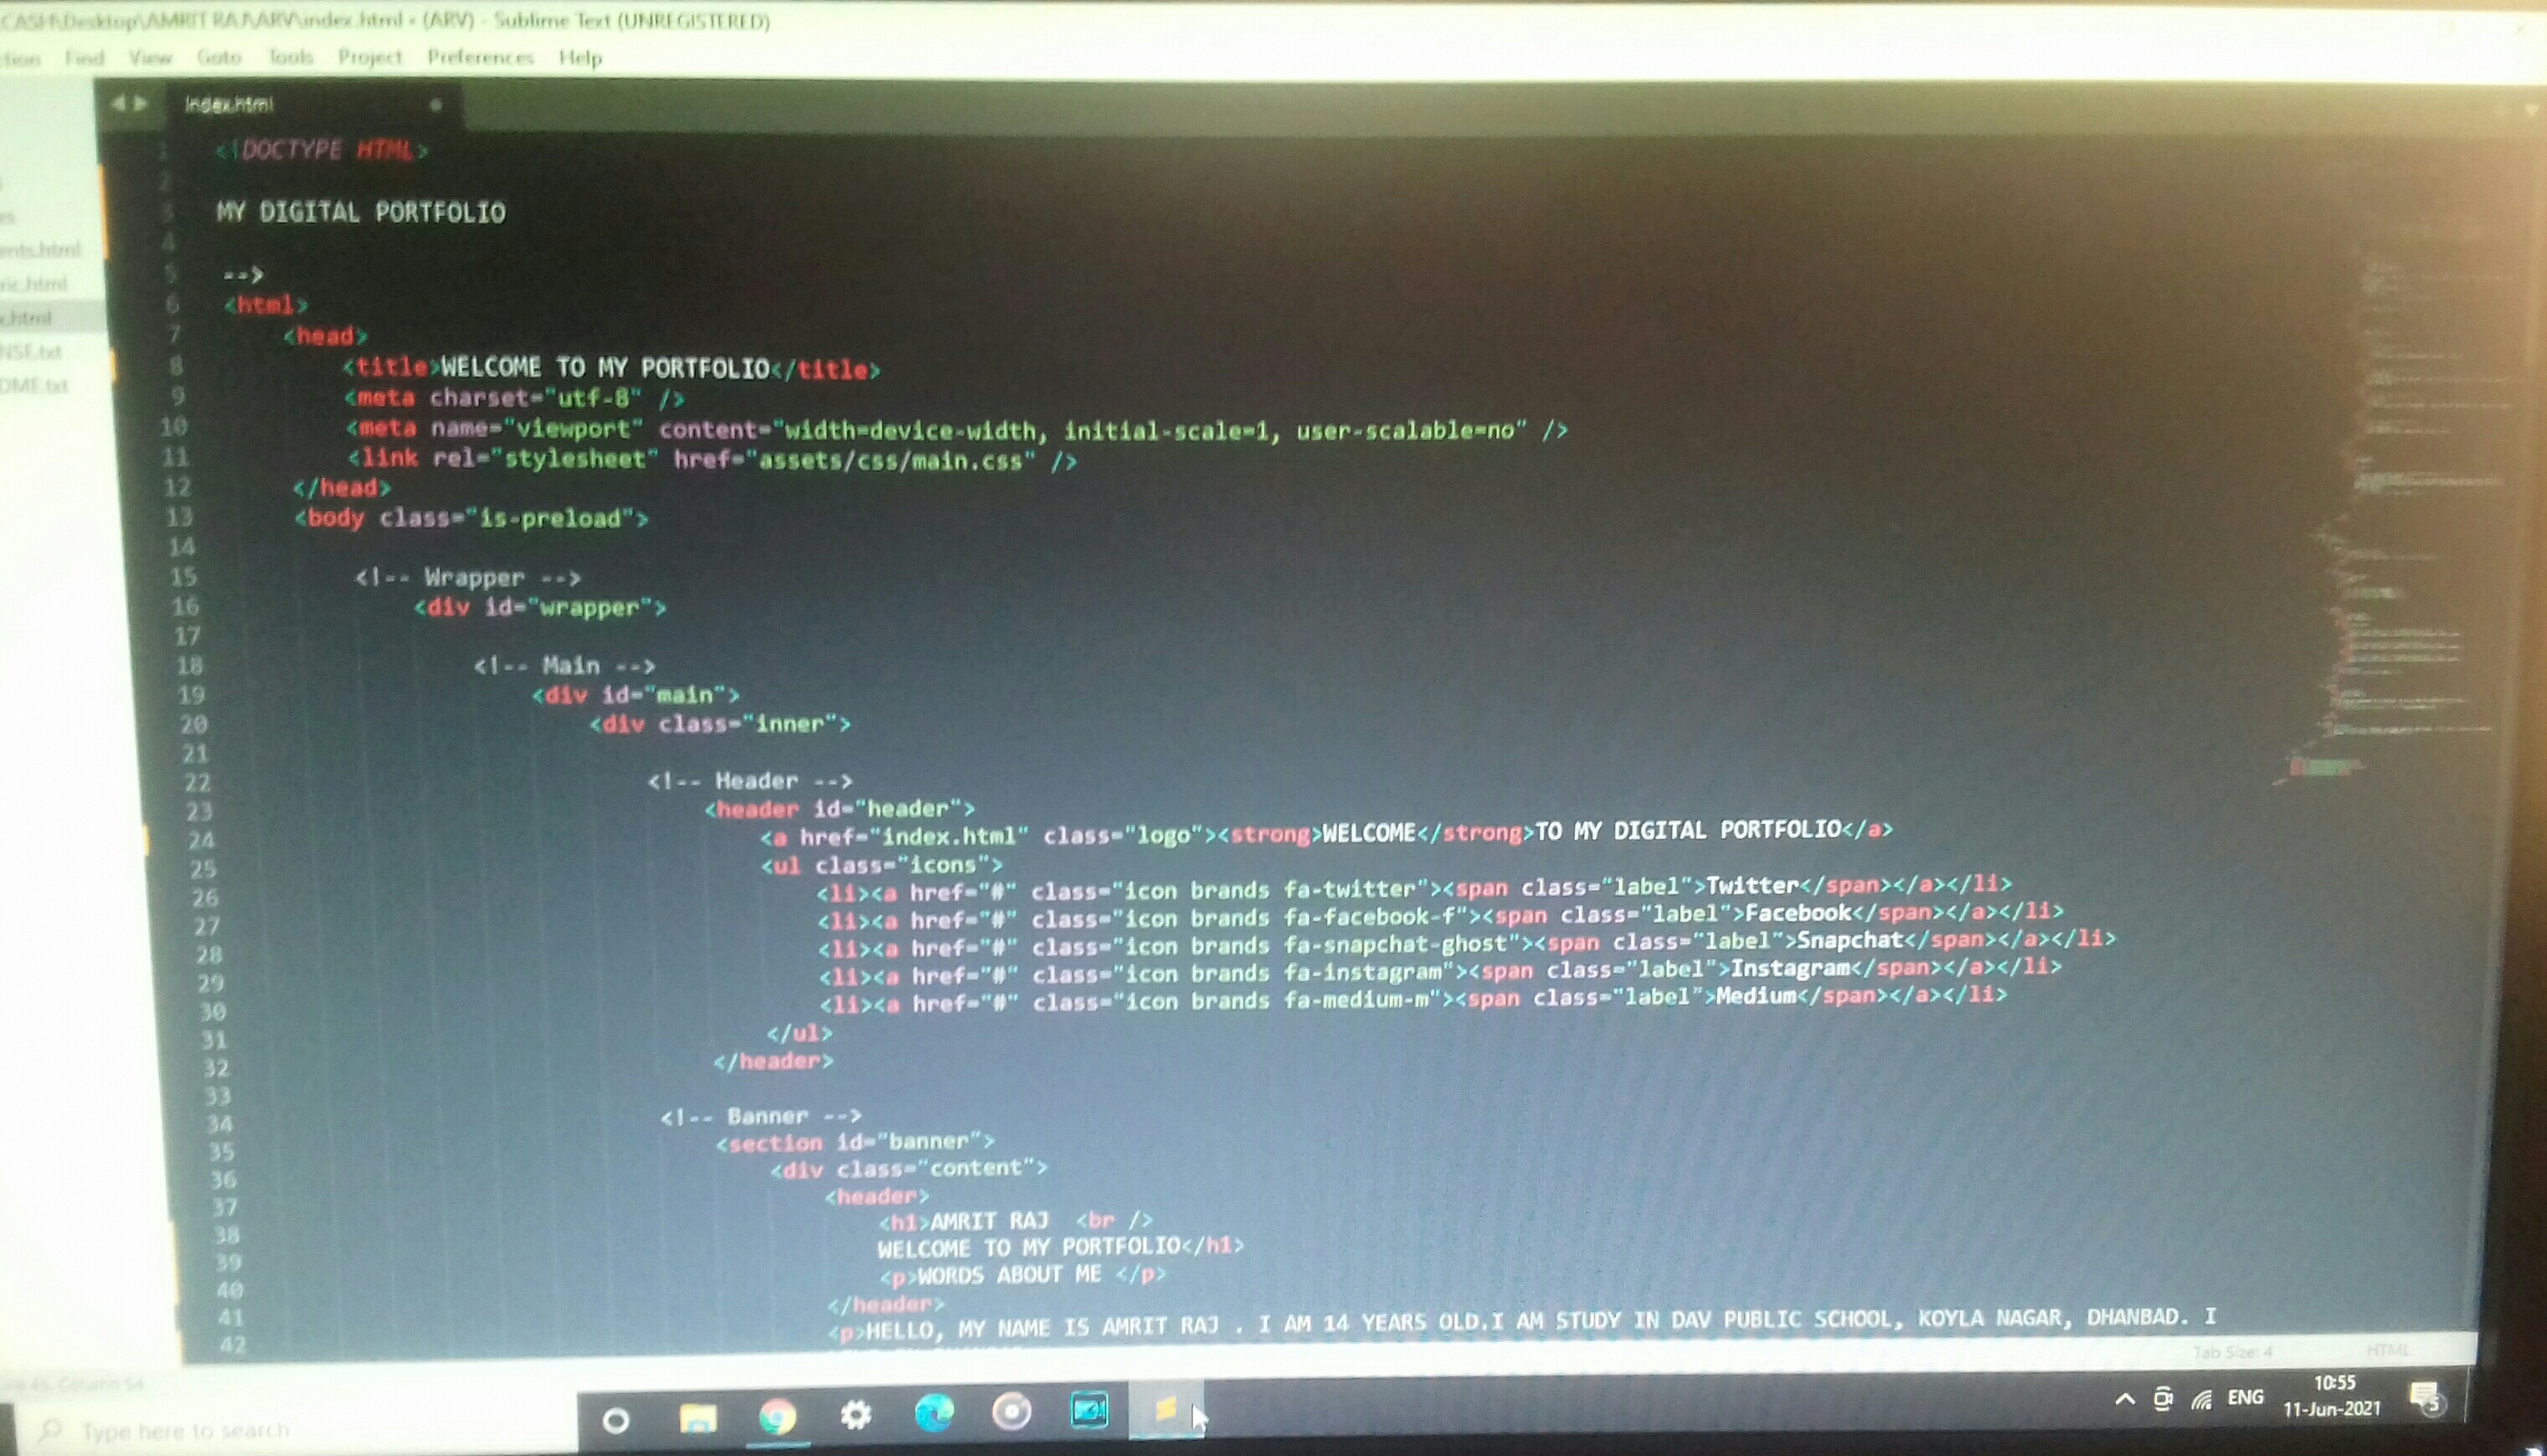 CASH\Desktop\AMRIT RAJ\ARV\index.html • (ARV) - Sublime Text (UNREGISTERED)
tion Find View Goto Tools Project Preferences Help
index.html
ents.html
ric.html
x.html
NSE.txt
DME.txt
1 <!DOCTYPE HTML>
2
3 MY DIGITAL PORTFOLIO
4
5 -->
6 <html>
7 <head>
8 <title>WELCOME TO MY PORTFOLIO</title>
9 <meta charset="utf-8" />
10 <meta name="viewport" content="width=device-width, initial-scale=1, user-scalable=no" />
11 <link rel="stylesheet" href="assets/css/main.css" />
12 </head>
13 <body class="is-preload">
14
15 <!-- Wrapper -->
16 <div id="wrapper">
17
18 <!-- Main -->
19 <div id="main">
20 <div class="inner">
21
22 <!-- Header -->
23 <header id="header">
24 <a href="index.html" class="logo"><strong>WELCOME</strong>TO MY DIGITAL PORTFOLIO</a>
25 <ul class="icons">
26 <li><a href="#" class="icon brands fa-twitter"><span class="label">Twitter</span></a></li>
27 <li><a href="#" class="icon brands fa-facebook-f"><span class="label">Facebook</span></a></li>
28 <li><a href="#" class="icon brands fa-snapchat-ghost"><span class="label">Snapchat</span></a></li>
29 <li><a href="#" class="icon brands fa-instagram"><span class="label">Instagram</span></a></li>
30 <li><a href="#" class="icon brands fa-medium-m"><span class="label">Medium</span></a></li>
31 </ul>
32 </header>
33
34 <!-- Banner -->
35 <section id="banner">
36 <div class="content">
37 <header>
38 <h1>AMRIT RAJ <br />
39 WELCOME TO MY PORTFOLIO</h1>
40 <p>WORDS ABOUT ME </p>
41 </header>
42 <p>HELLO, MY NAME IS AMRIT RAJ . I AM 14 YEARS OLD.I AM STUDY IN DAV PUBLIC SCHOOL, KOYLA NAGAR, DHANBAD. I
Column 54
Tab Size: 4 HTML
Type here to search
ENG
10:55
11-Jun-2021
5